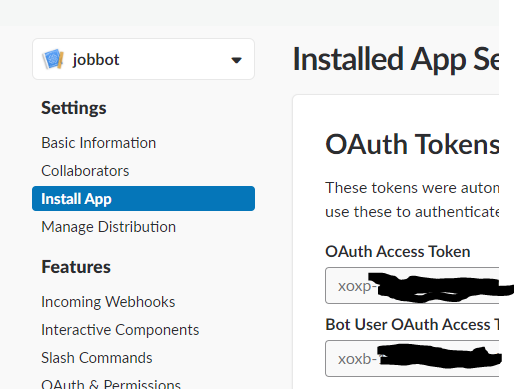 jobbot
Settings
Basic Information
Collaborators
Install App
Manage Distribution
Features
Incoming Webhooks
Interactive Components
Slash Commands
OAuth & Permissions
Installed App Se
OAuth Tokens
These tokens were autom
use these to authenticate
OAuth Access Token
xoxp-
Bot User OAuth Access T
xoxb-